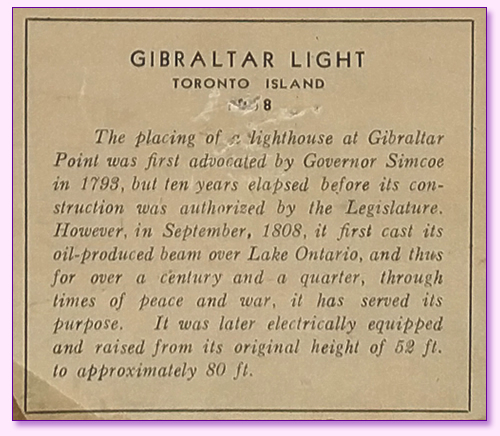 GIBRALTAR LIGHT
TORONTO ISLAND
The placing of a lighthouse at Gibraltar
Point was first advocated by Governor Simcoe
in 1793, but ten years elapsed before its con-
struction was authorized by the Legislature.
However, in September, 1808, it first cast its
oil-produced beam over Lake Ontario, and thus
for over a century and a quarter, through
times of peace and war, it has served its
purpose. It was later electrically equipped
and raised from its original height of 52 ft.
to approximately 80 ft.